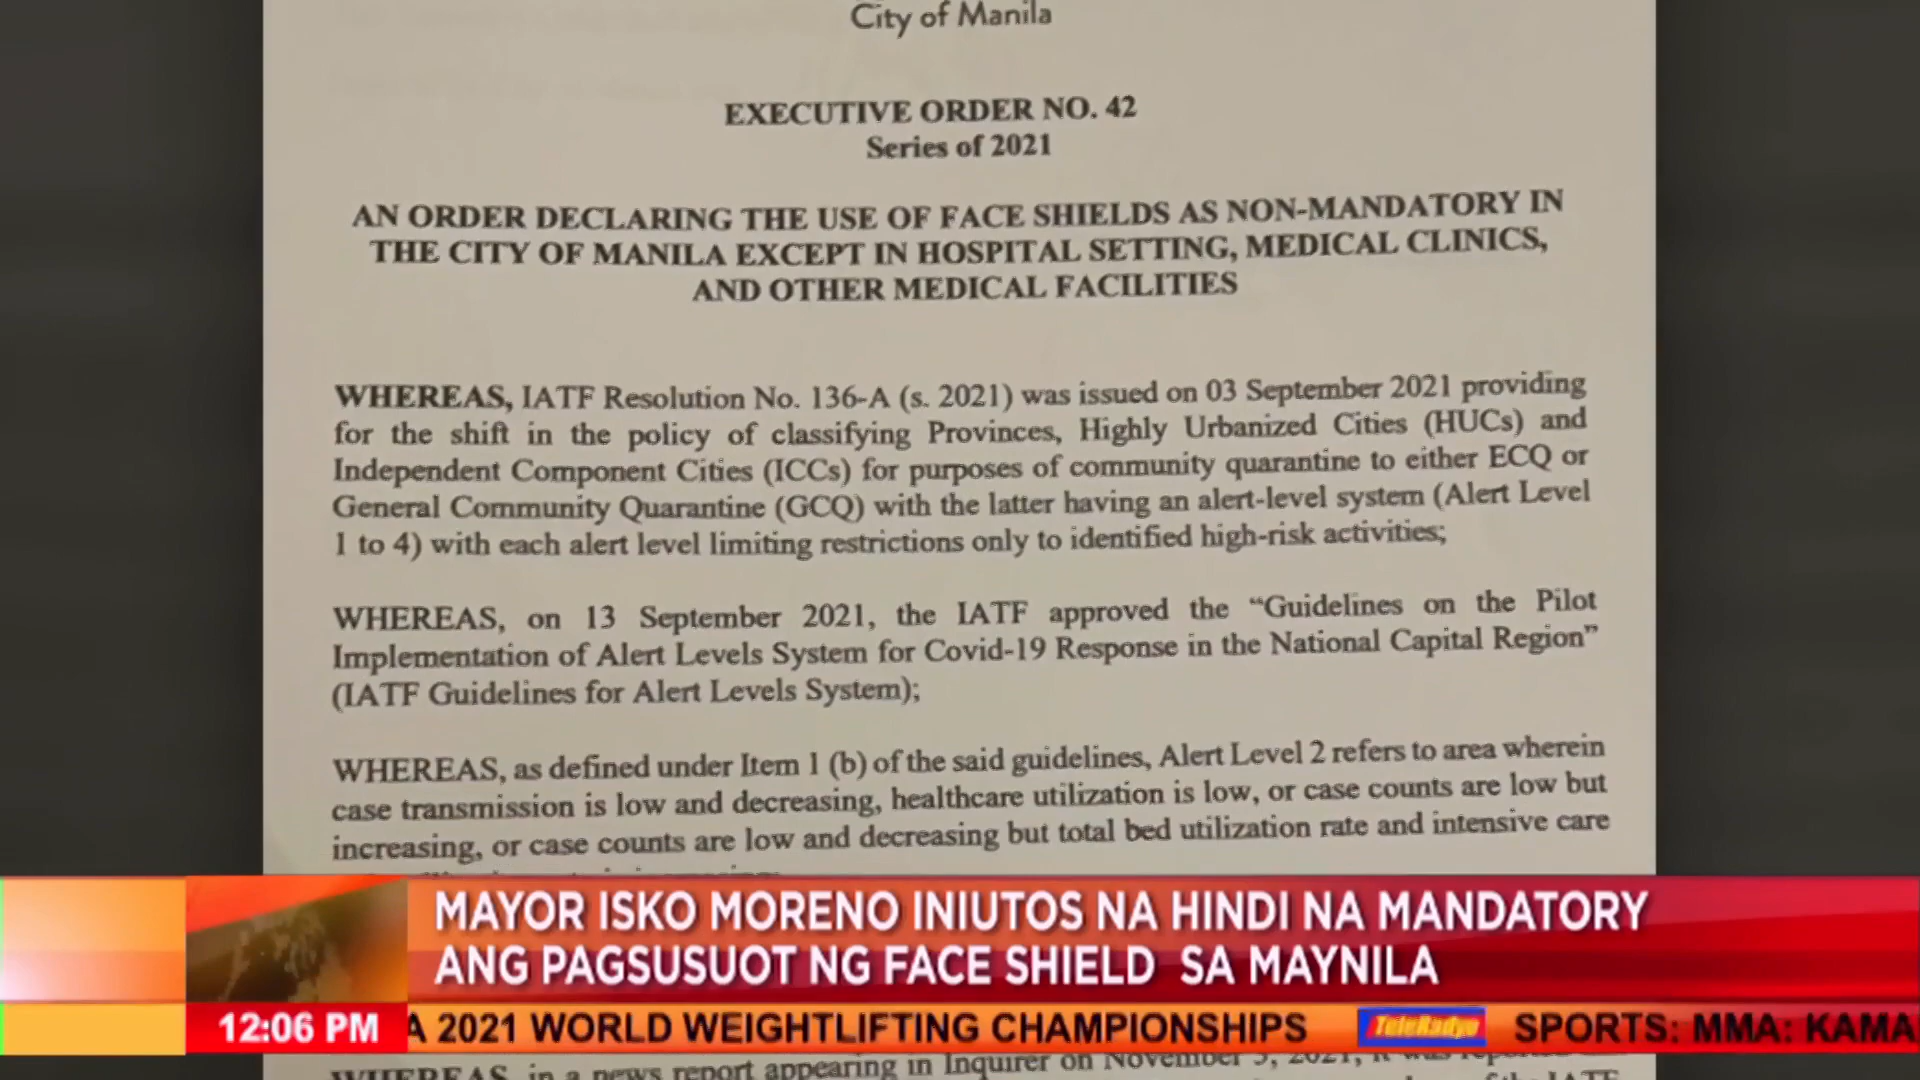 City of Manila
EXECUTIVE ORDER NO. 42
Series of 2021
AN ORDER DECLARING THE USE OF FACE SHIELDS AS NON-MANDATORY IN
THE CITY OF MANILA EXCEPT IN HOSPITAL SETTING, MEDICAL CLINICS,
AND OTHER MEDICAL FACILITIES
WHEREAS, IATF Resolution No. 136-A (s. 2021) was issued on 03 September 2021 providing
for the shift in the policy of classifying Provinces, Highly Urbanized Cities (HUCs) and
Independent Component Cities (ICCs) for purposes of community quarantine to either ECQ or
General Community Quarantine (GCQ) with the latter having an alert-level system (Alert Level
1 to 4) with each alert level limiting restrictions only to identified high-risk activities;
WHEREAS, on 13 September 2021, the IATF approved the “Guidelines on the Pilot
Implementation of Alert Levels System for Covid-19 Response in the National Capital Region”
(IATF Guidelines for Alert Levels System);
WHEREAS, as defined under Item 1 (b) of the said guidelines, Alert Level 2 refers to area wherein
case transmission is low and decreasing, healthcare utilization is low, or case counts are low but
increasing, or case counts are low and decreasing but total bed utilization rate and intensive care
MAYOR ISKO MORENO INIUTOS NA HINDI NA MANDATORY
ANG PAGSUSUOT NG FACE SHIELD SA MAYNILA
12:06 PM A 2021 WORLD WEIGHTLIFTING CHAMPIONSHIPS TeleRadyo SPORTS: MMA: KAMA
WHEREAS, in a news report appearing in Inquirer on November